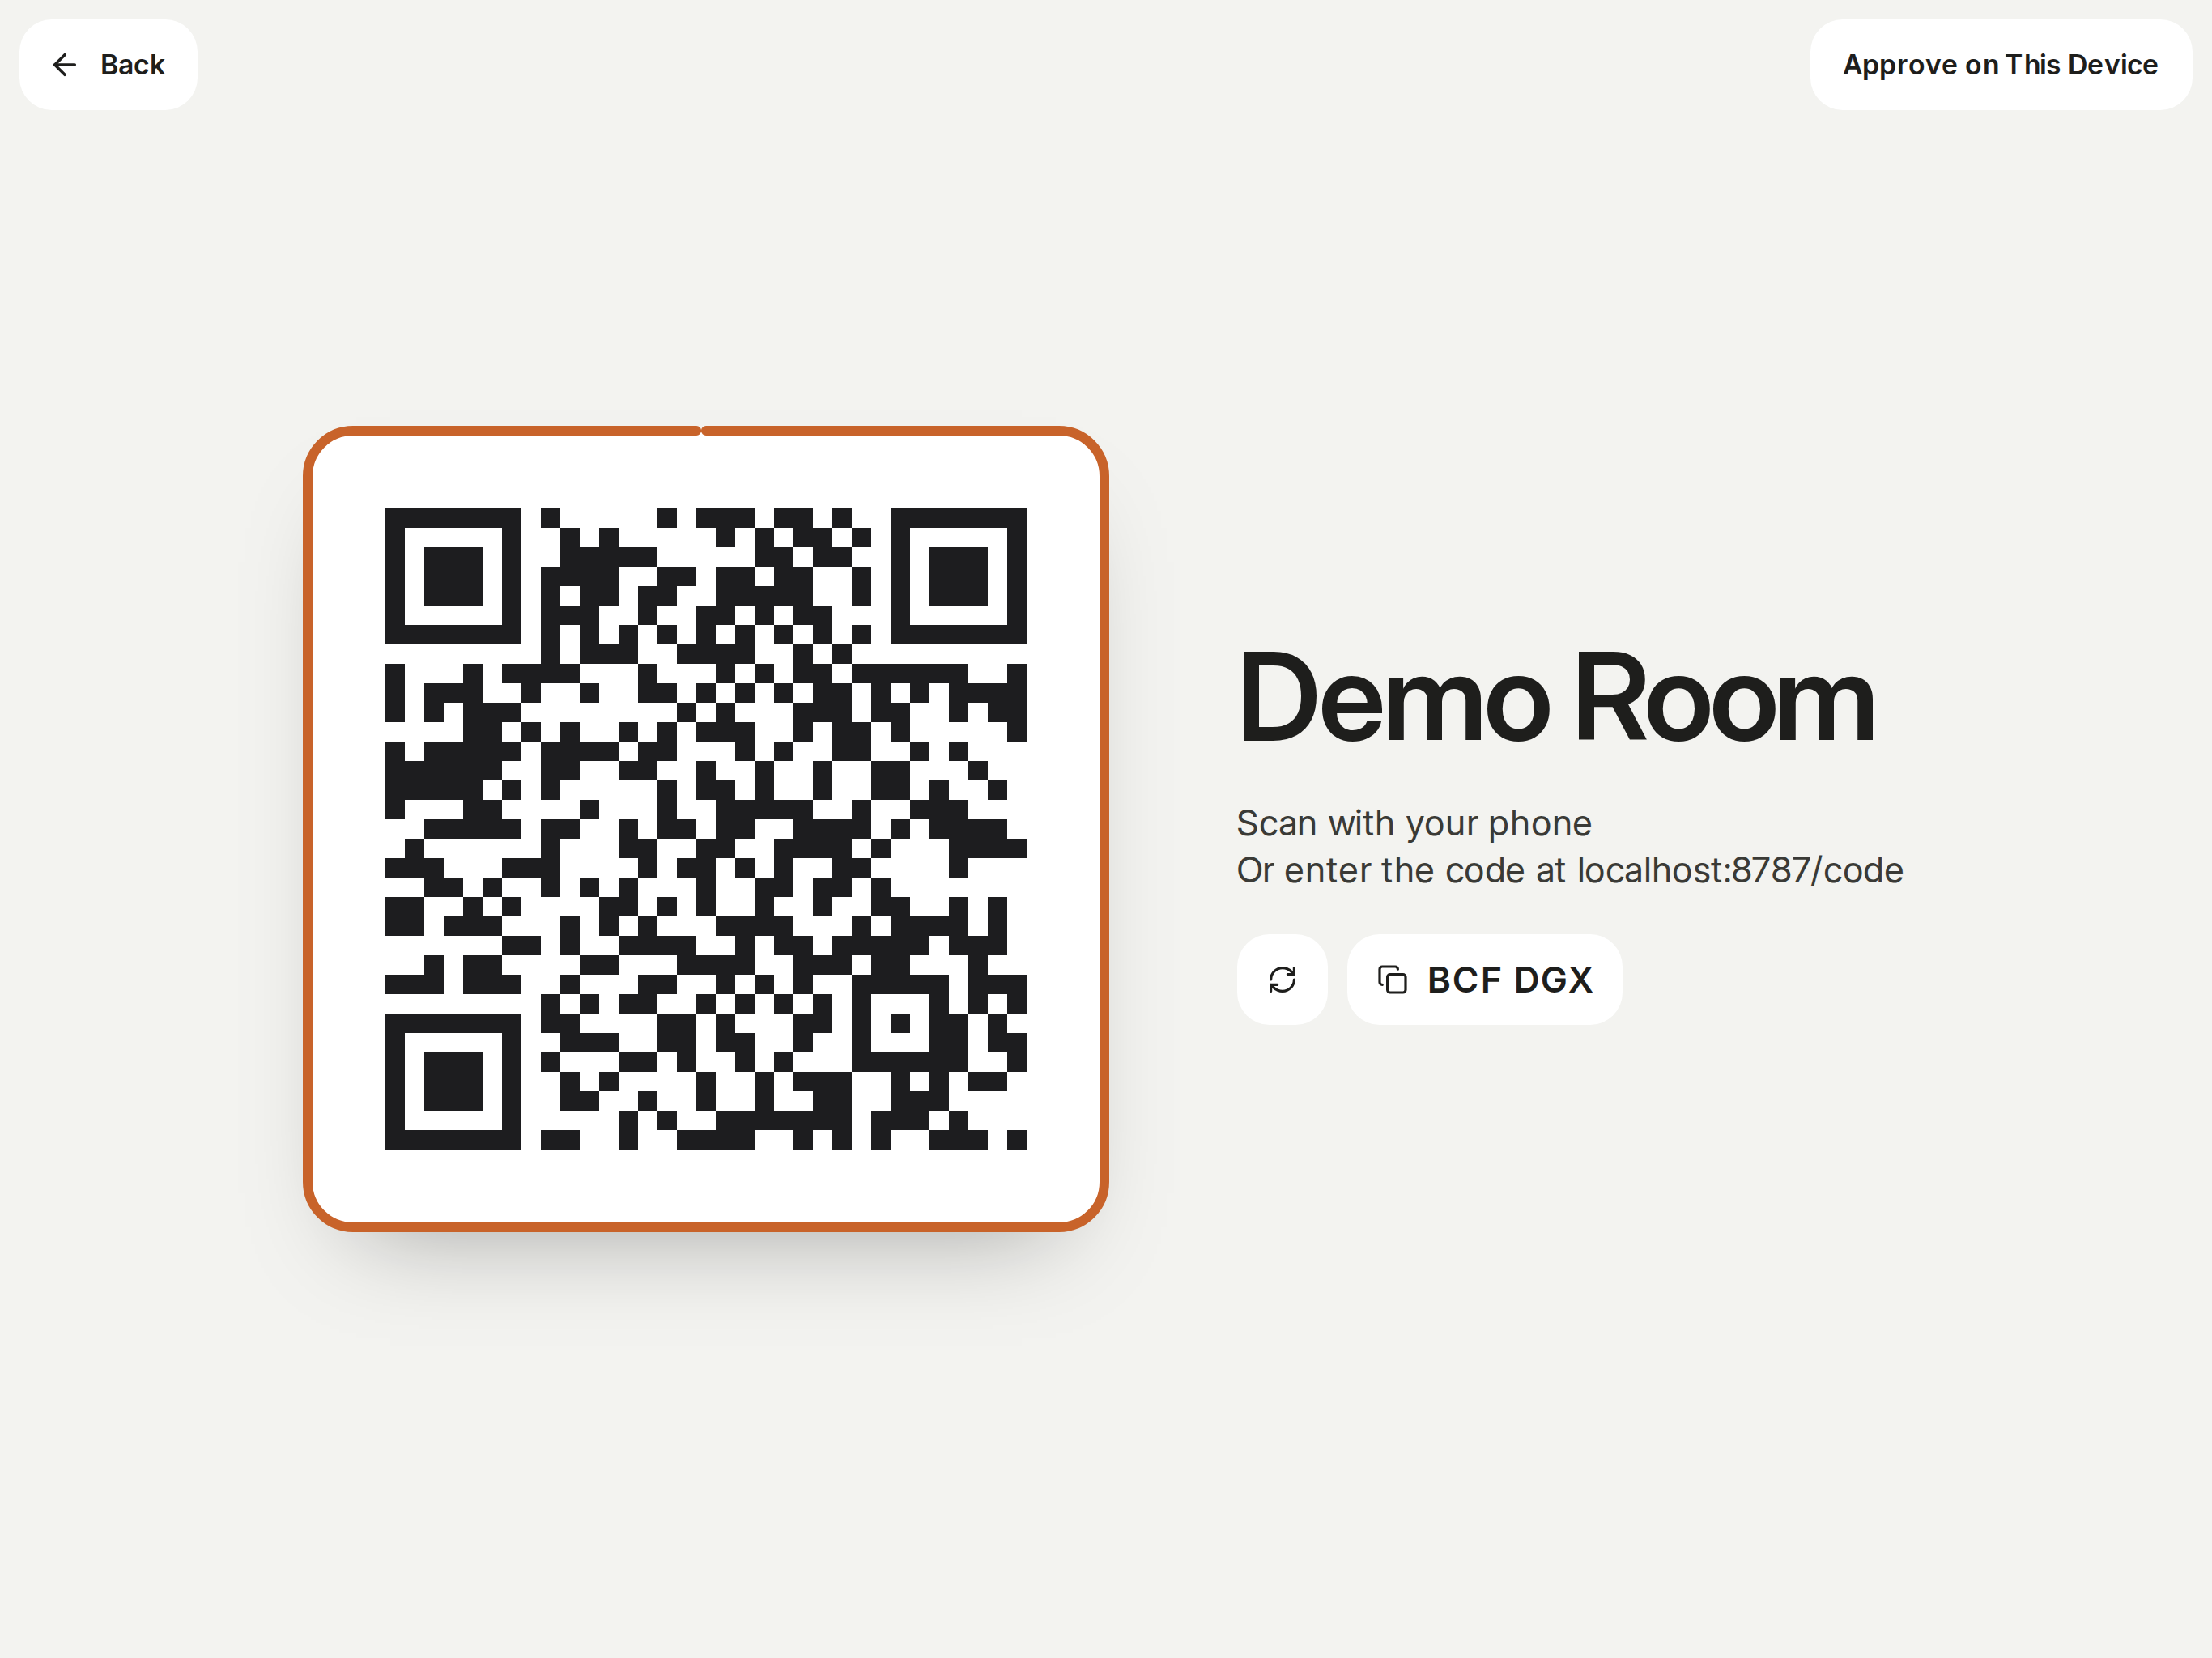 Back
Approve on This Device
Demo Room
Scan with your phone
Or enter the code at localhost:8787/code
BCF DGX